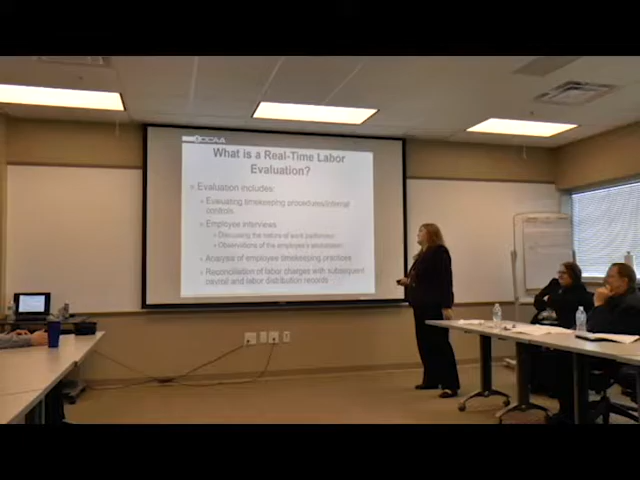 DCAA
What is a Real-Time Labor
Evaluation?
Evaluation includes:
Evaluating timekeeping procedures/internal
controls
Employee interviews
Discussing the nature of work performed
Observations of the employee's workstation
Analysis of employee timekeeping practices
Reconciliation of labor charges with subsequent
payroll and labor distribution records